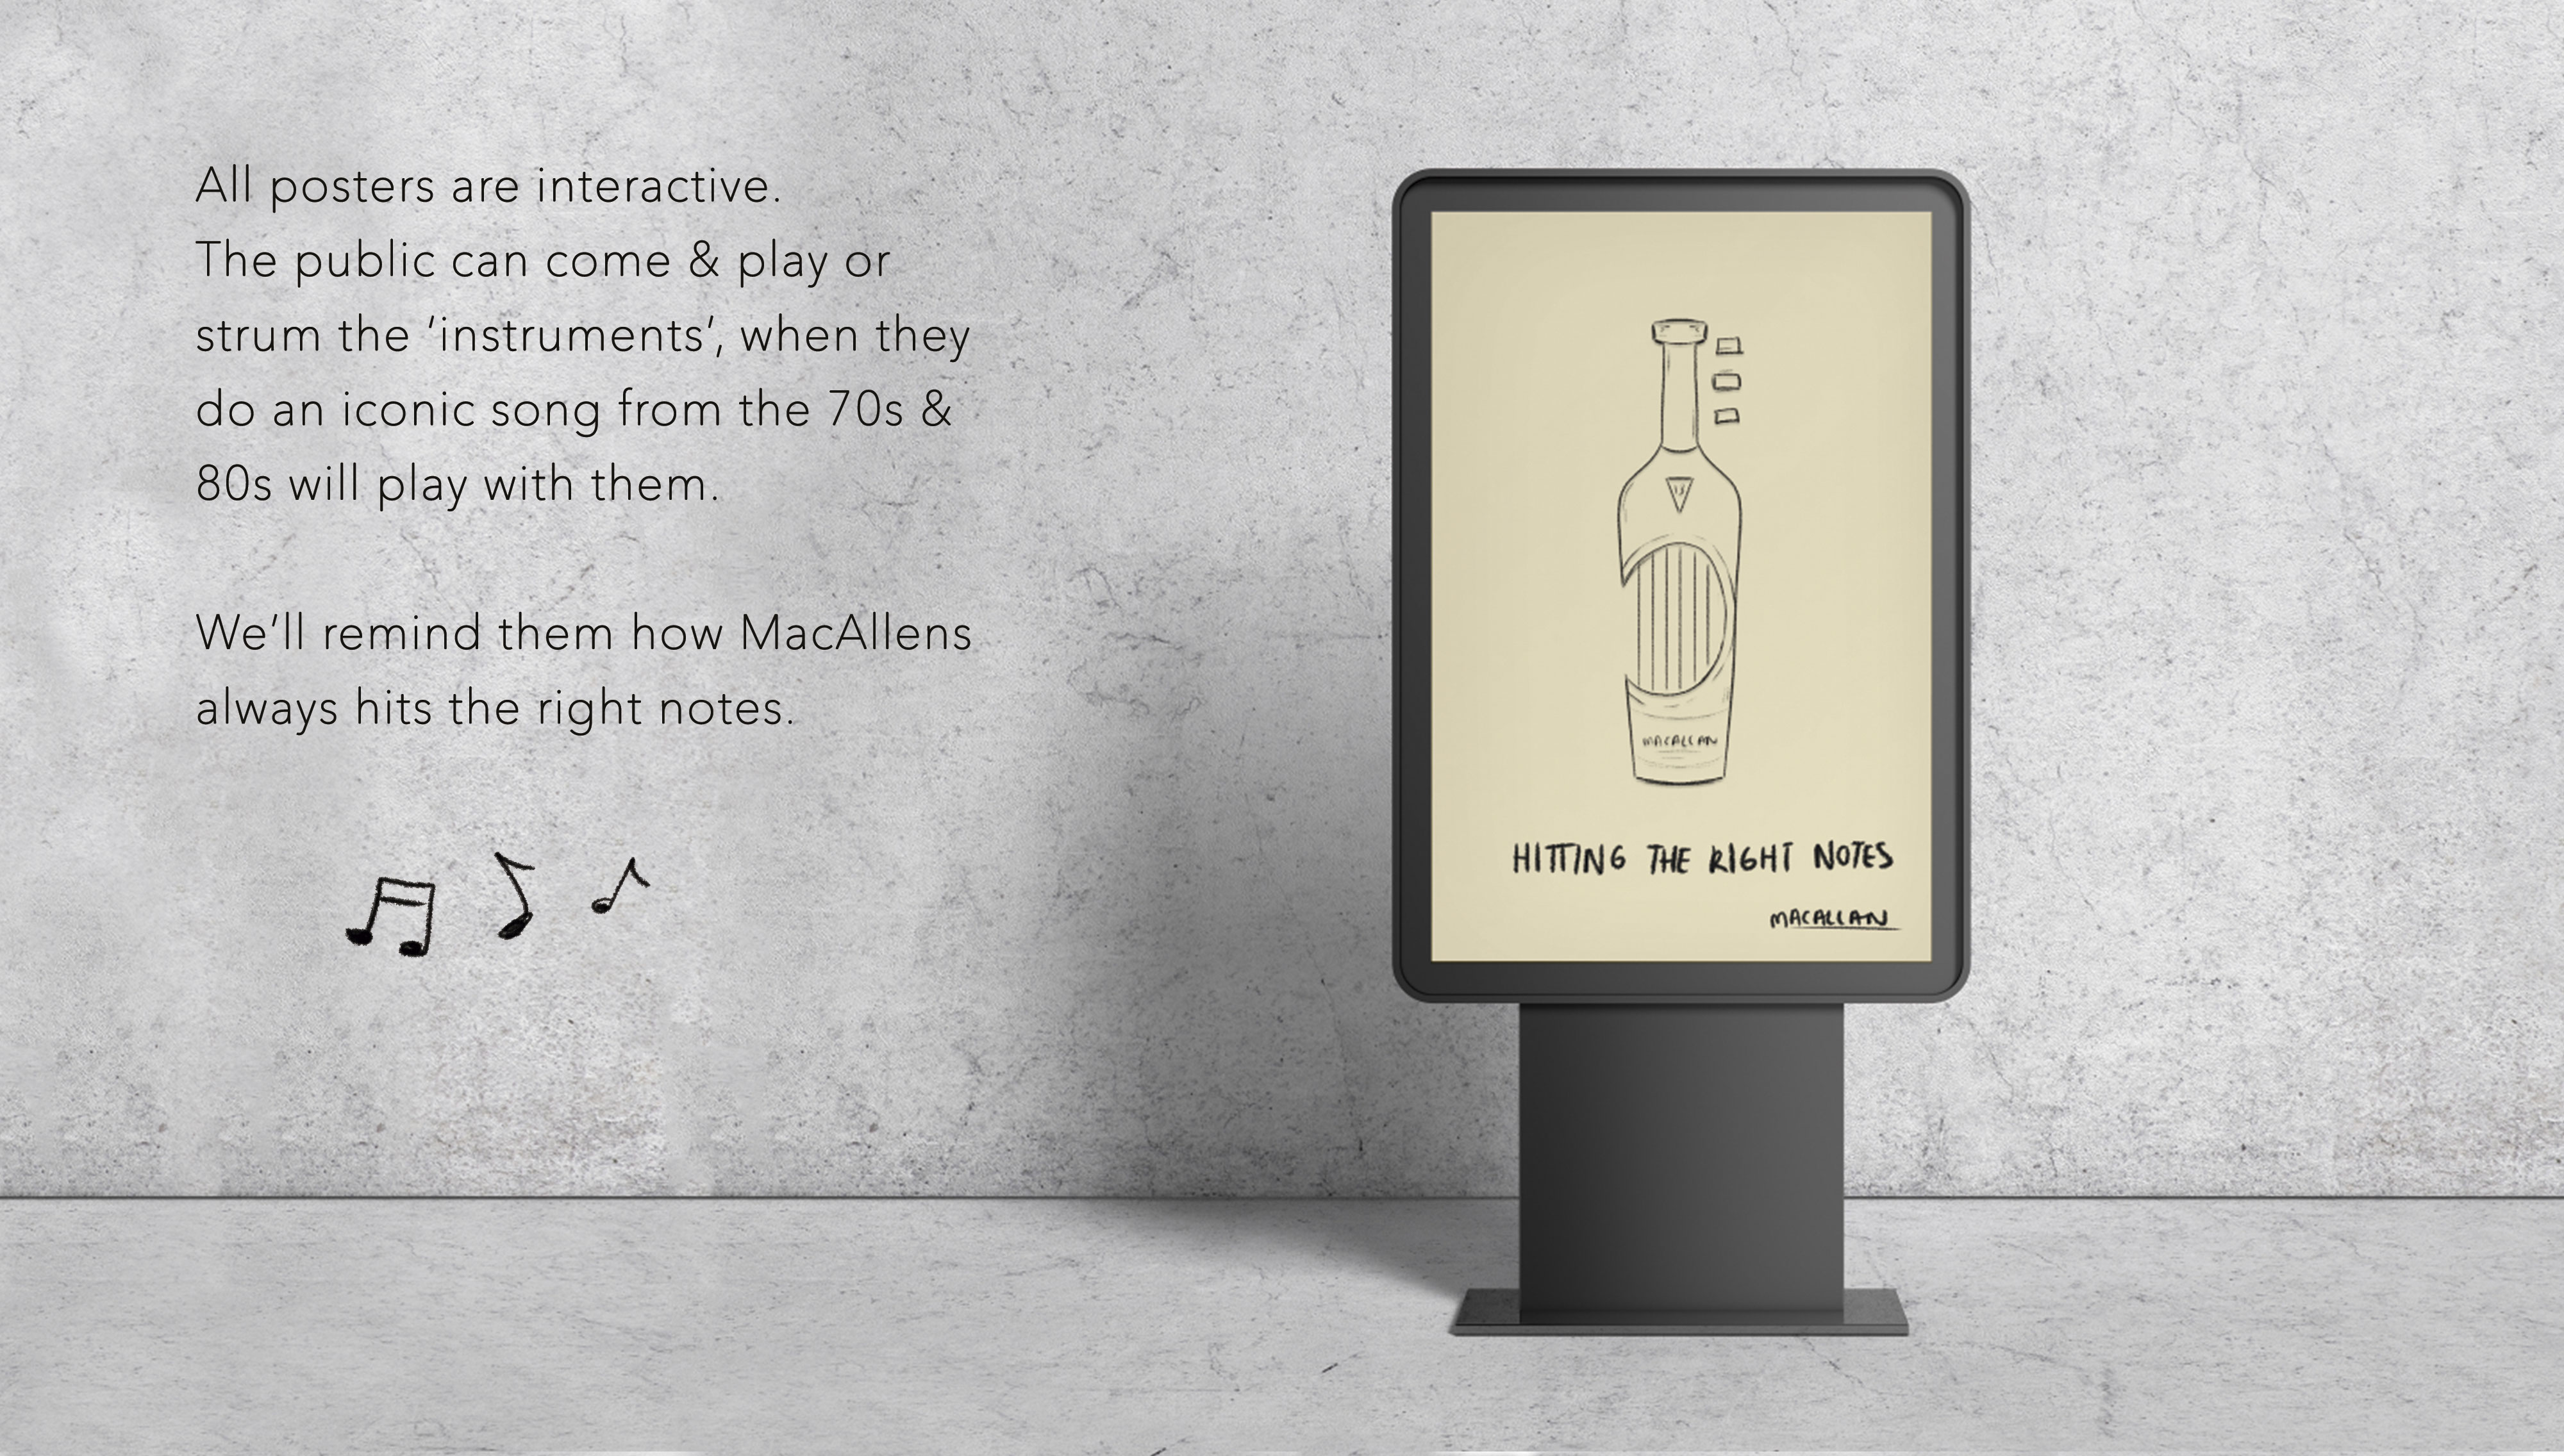 All posters are interactive.
The public can come & play or
strum the ‘instruments’, when they
do an iconic song from the 70s &
80s will play with them.
We’ll remind them how MacAllens
always hits the right notes.
MACALLAN
HITTING THE RIGHT NOTES
MACALLAN